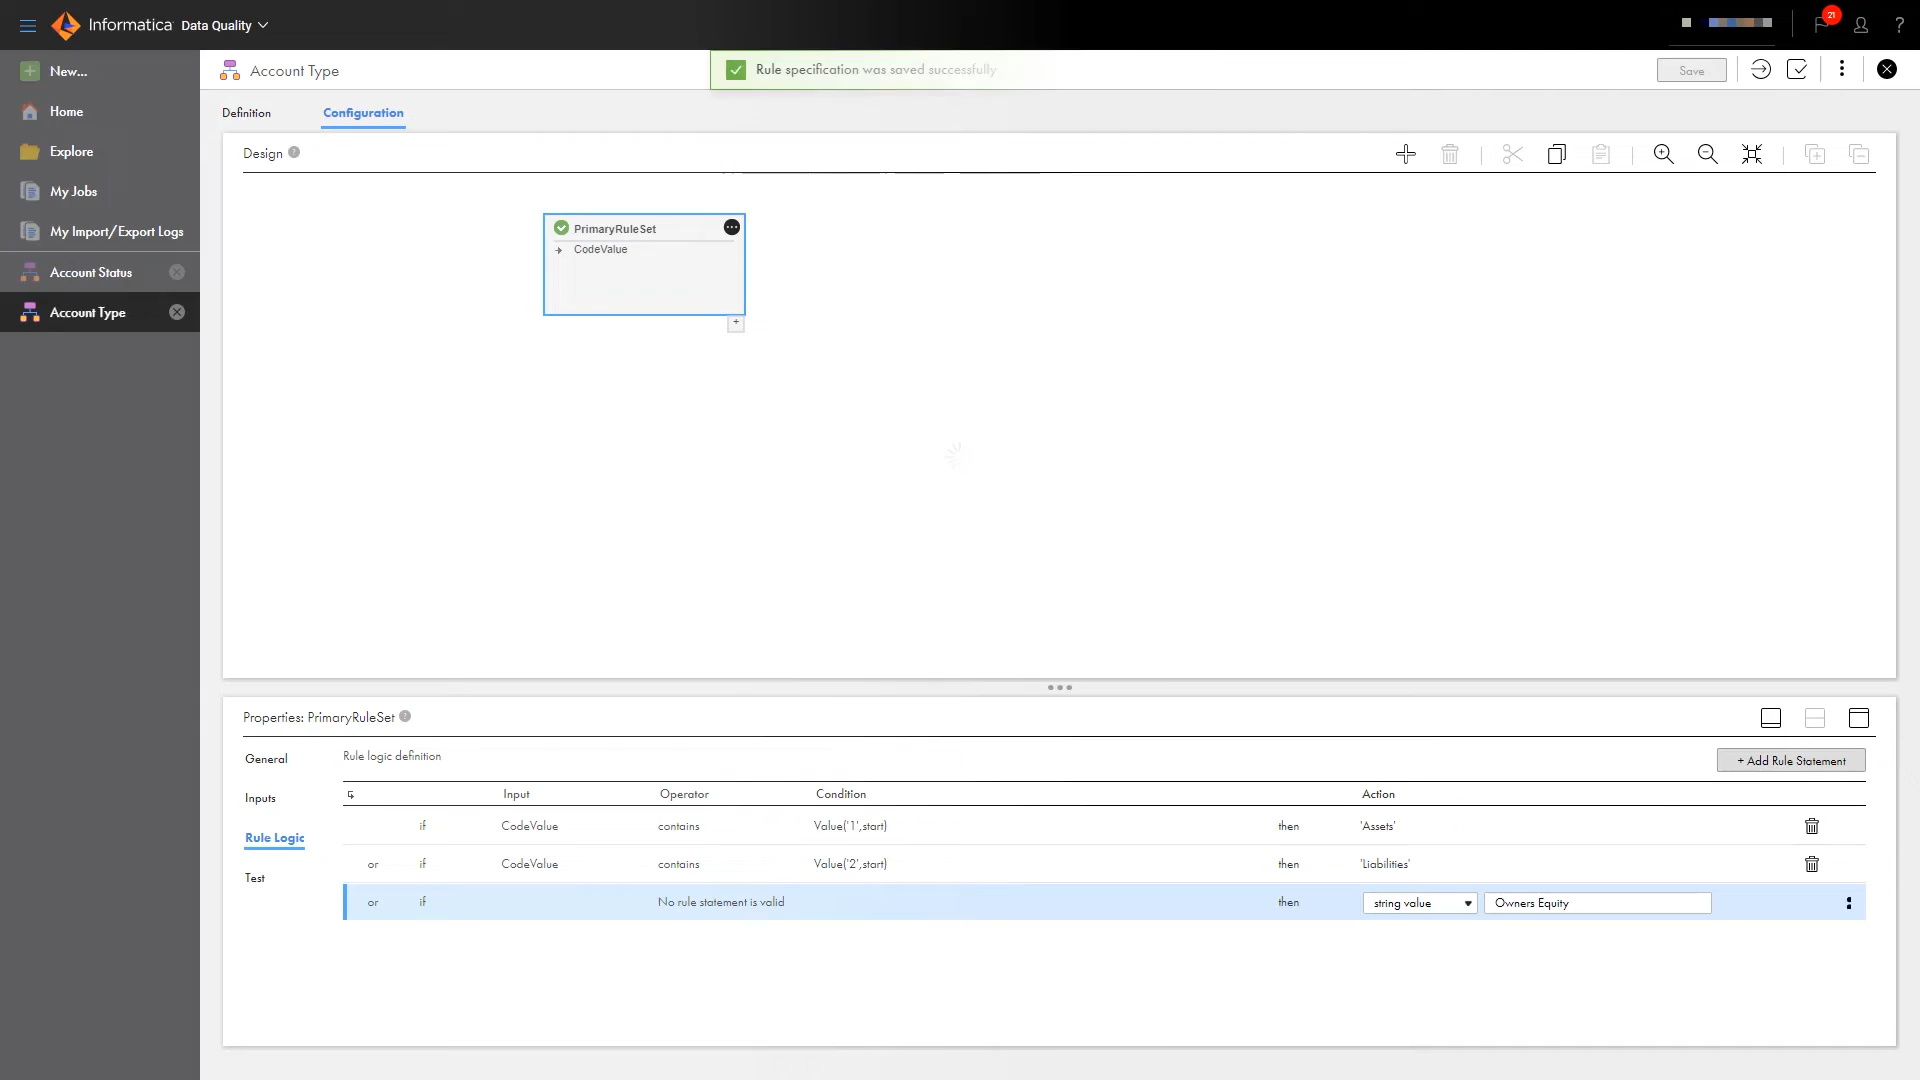 Informatica Data Quality
21
?
New...
Home
Explore
My Jobs
My Import/Export Logs
Account Status
Account Type
Account Type
Rule specification was saved successfully
Save
Definition
Configuration
Design ?
PrimaryRuleSet
CodeValue
+
Properties: PrimaryRuleSet ?
General
Inputs
Rule Logic
Test
Rule logic definition
+ Add Rule Statement
Input Operator Condition Action
if CodeValue contains Value('1',start) then 'Assets'
or if CodeValue contains Value('2',start) then 'Liabilities'
or if No rule statement is valid then string value Owners Equity